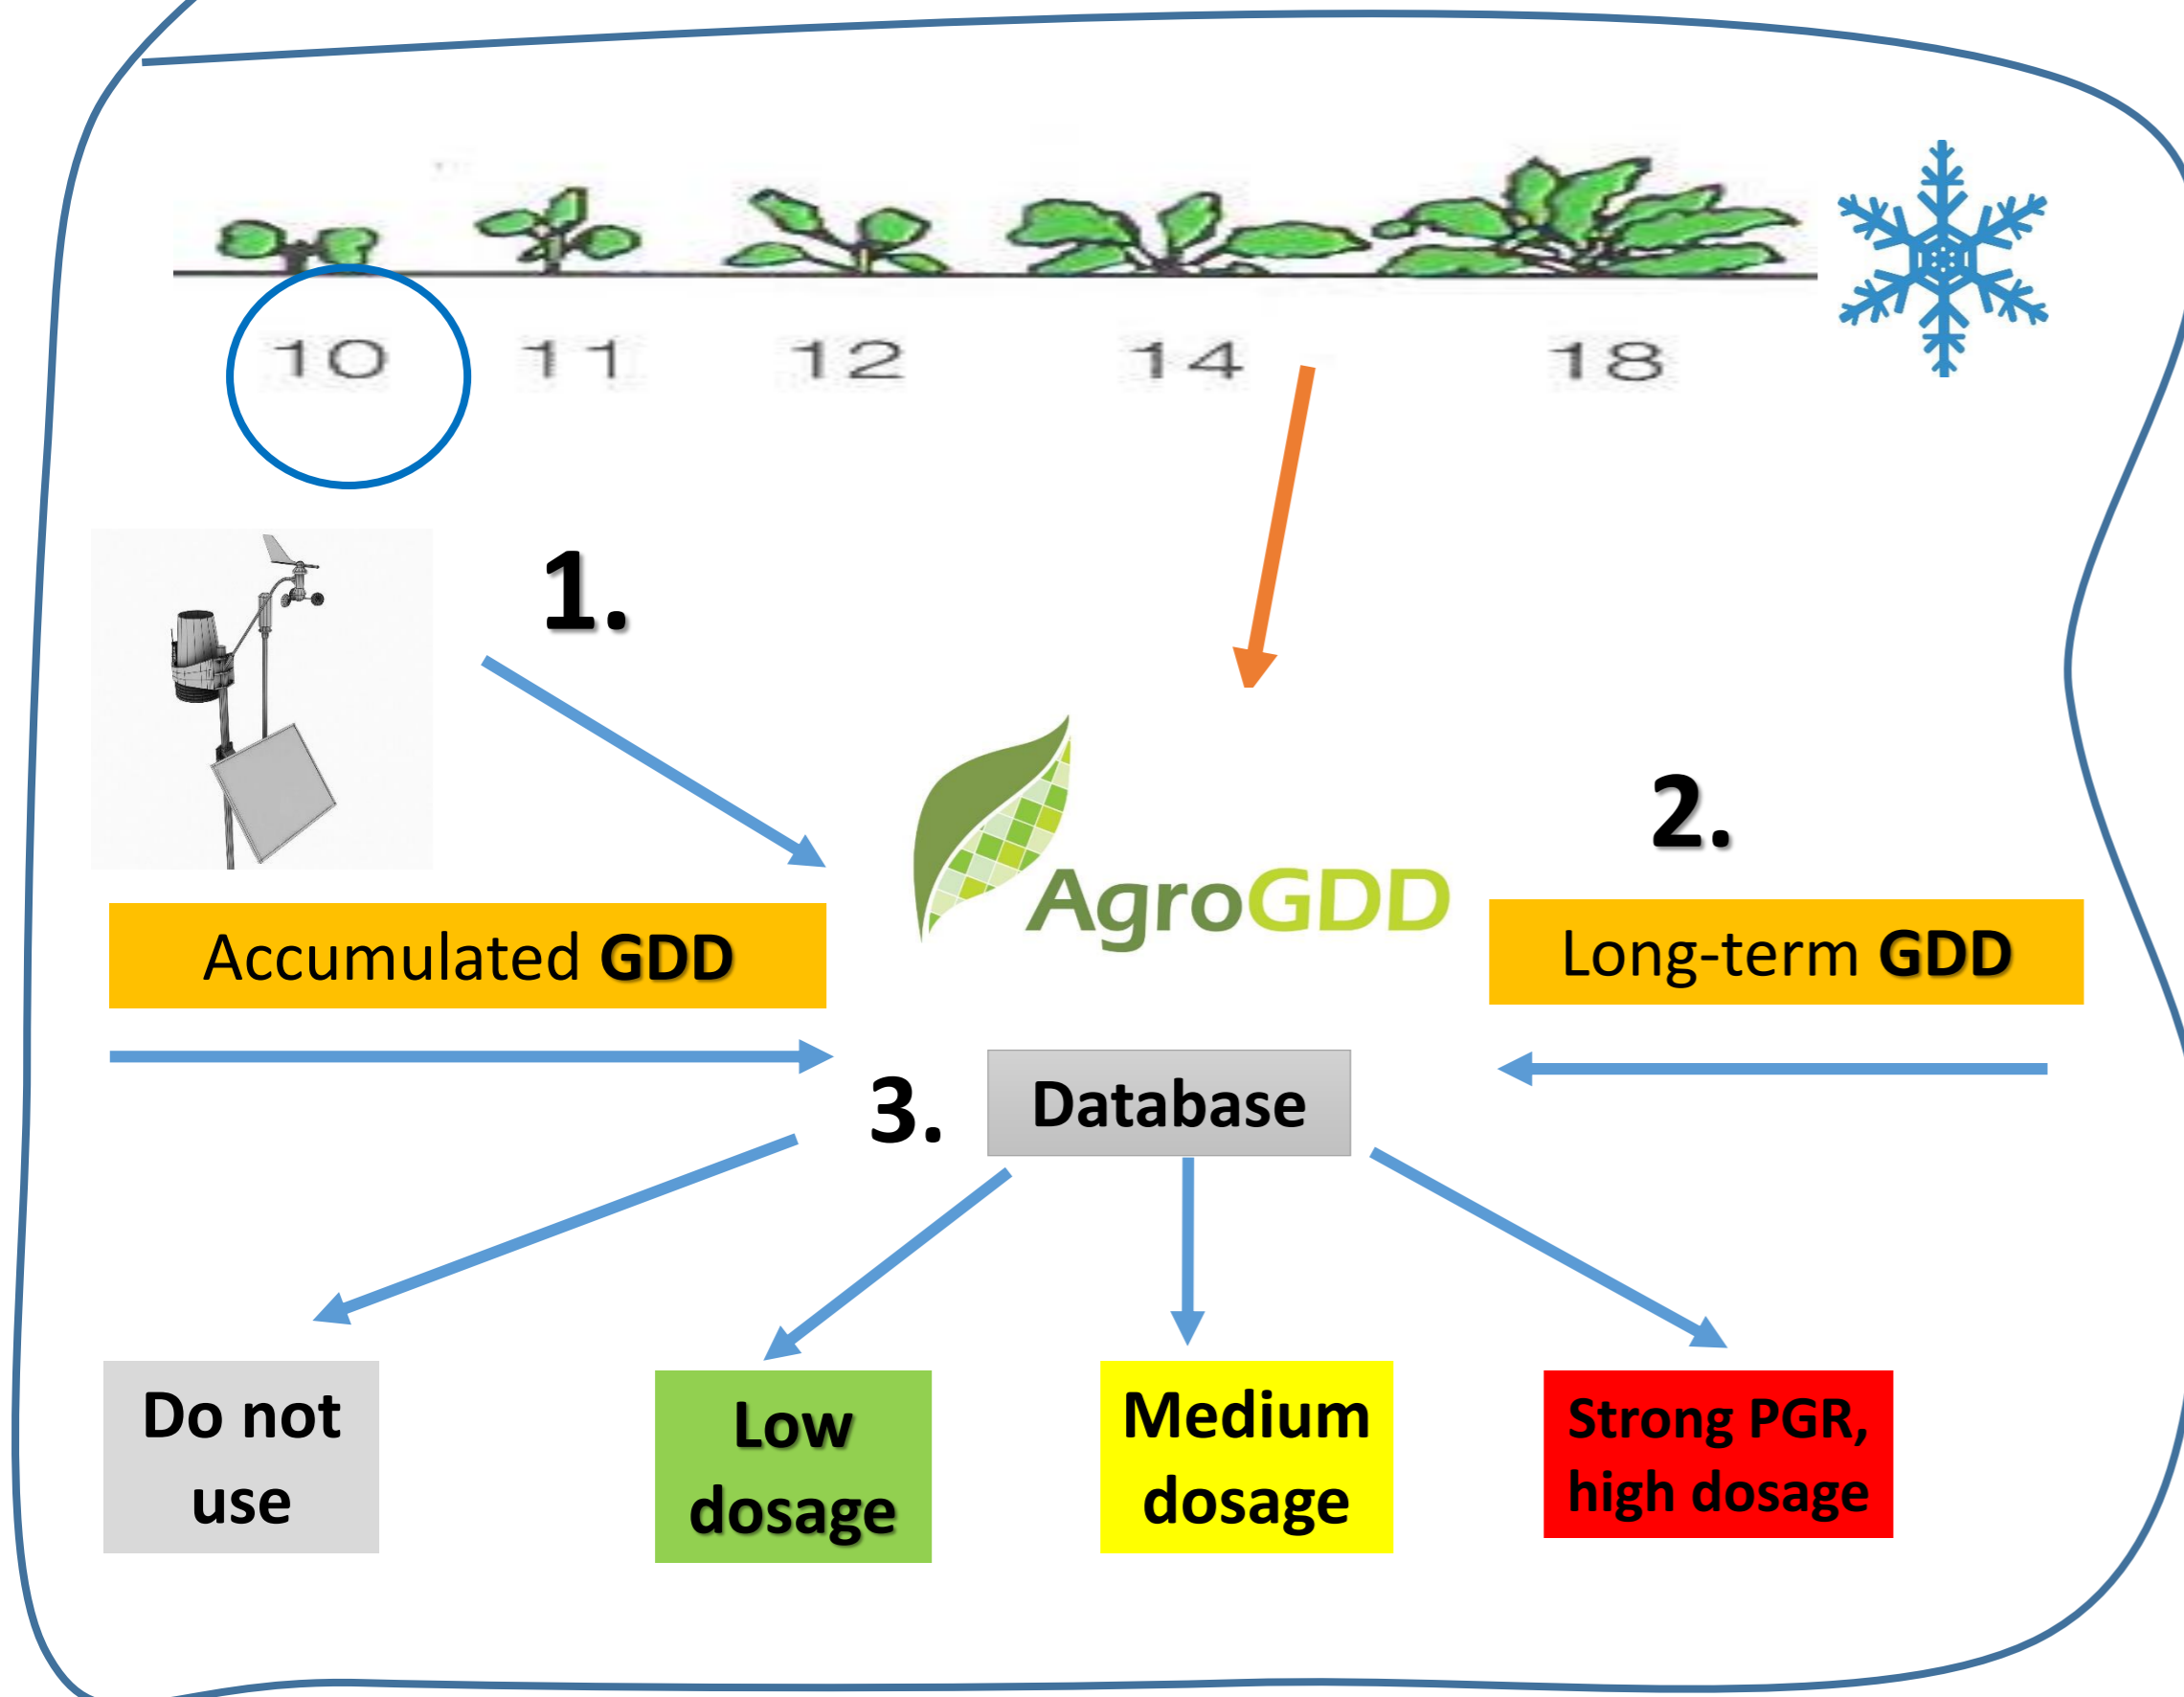 10 11 12 14 18
1.
AgroGDD
2.
Accumulated GDD
Long-term GDD
3.
Database
Do not
use
Low
dosage
Medium
dosage
Strong PGR,
high dosage